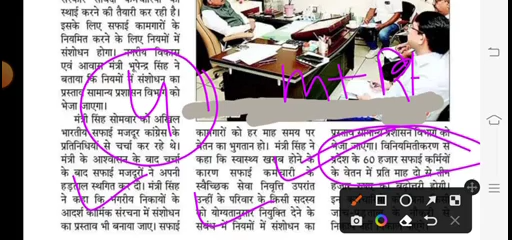 स्थाई करने की तैयारी कर रही है।
इसके लिए सफाई कामगारों के
नियमित करने के लिए नियमों में
संशोधन होगा। नगरीय विकास
एवं आवास मंत्री भूपेन्द्र सिंह ने
बताया कि नियमों में संशोधन का
प्रस्ताव सामान्य प्रशासन विभाग को
भेजा जाएगा।
मंत्री सिंह सोमवार को अखिल
भारतीय सफाई मजदूर कांग्रेस के
प्रतिनिधियों से चर्चा कर रहे थे।
मंत्री के आश्वासन के बाद चर्चा
के बाद सफाई मजदूरों ने अपनी
हड़ताल स्थगित कर दी। मंत्री सिंह
ने कहा कि नगरीय निकायों के
आदर्श कार्मिक संरचना में संशोधन
का प्रस्ताव भी बनाया जाए। सफाई
कामगारों को हर माह समय पर
वेतन का भुगतान हो। मंत्री सिंह ने
कहा कि स्वास्थ्य खराब होने के
कारण सफाई कर्मचारी के
स्वैच्छिक सेवा निवृत्ति उपरांत
उन्हीं के परिवार के किसी सदस्य
को योग्यतानुसार नियुक्ति देने के
संबंध में नियमों में संशोधन का
प्रस्ताव सामान्य प्रशासन विभाग को
भेजा जाएगा। विनियमितीकरण से
प्रदेश के 60 हजार सफाई कर्मियों
के वेतन में प्रति माह दो से तीन